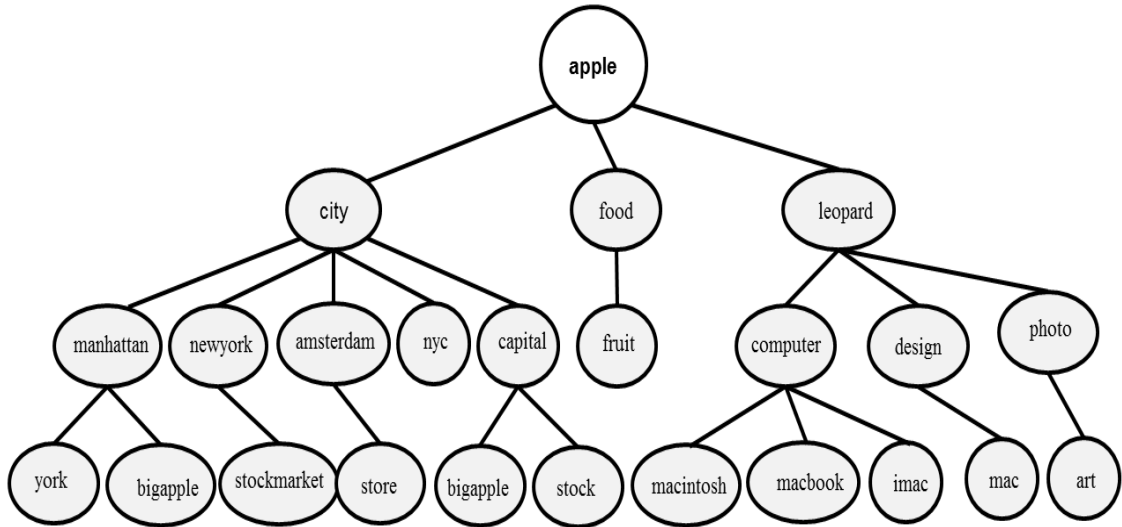 apple
city
food
leopard
manhattan
newyork
amsterdam
nyc
capital
fruit
computer
design
photo
york
bigapple
stockmarket
store
bigapple
stock
macintosh
macbook
imac
mac
art